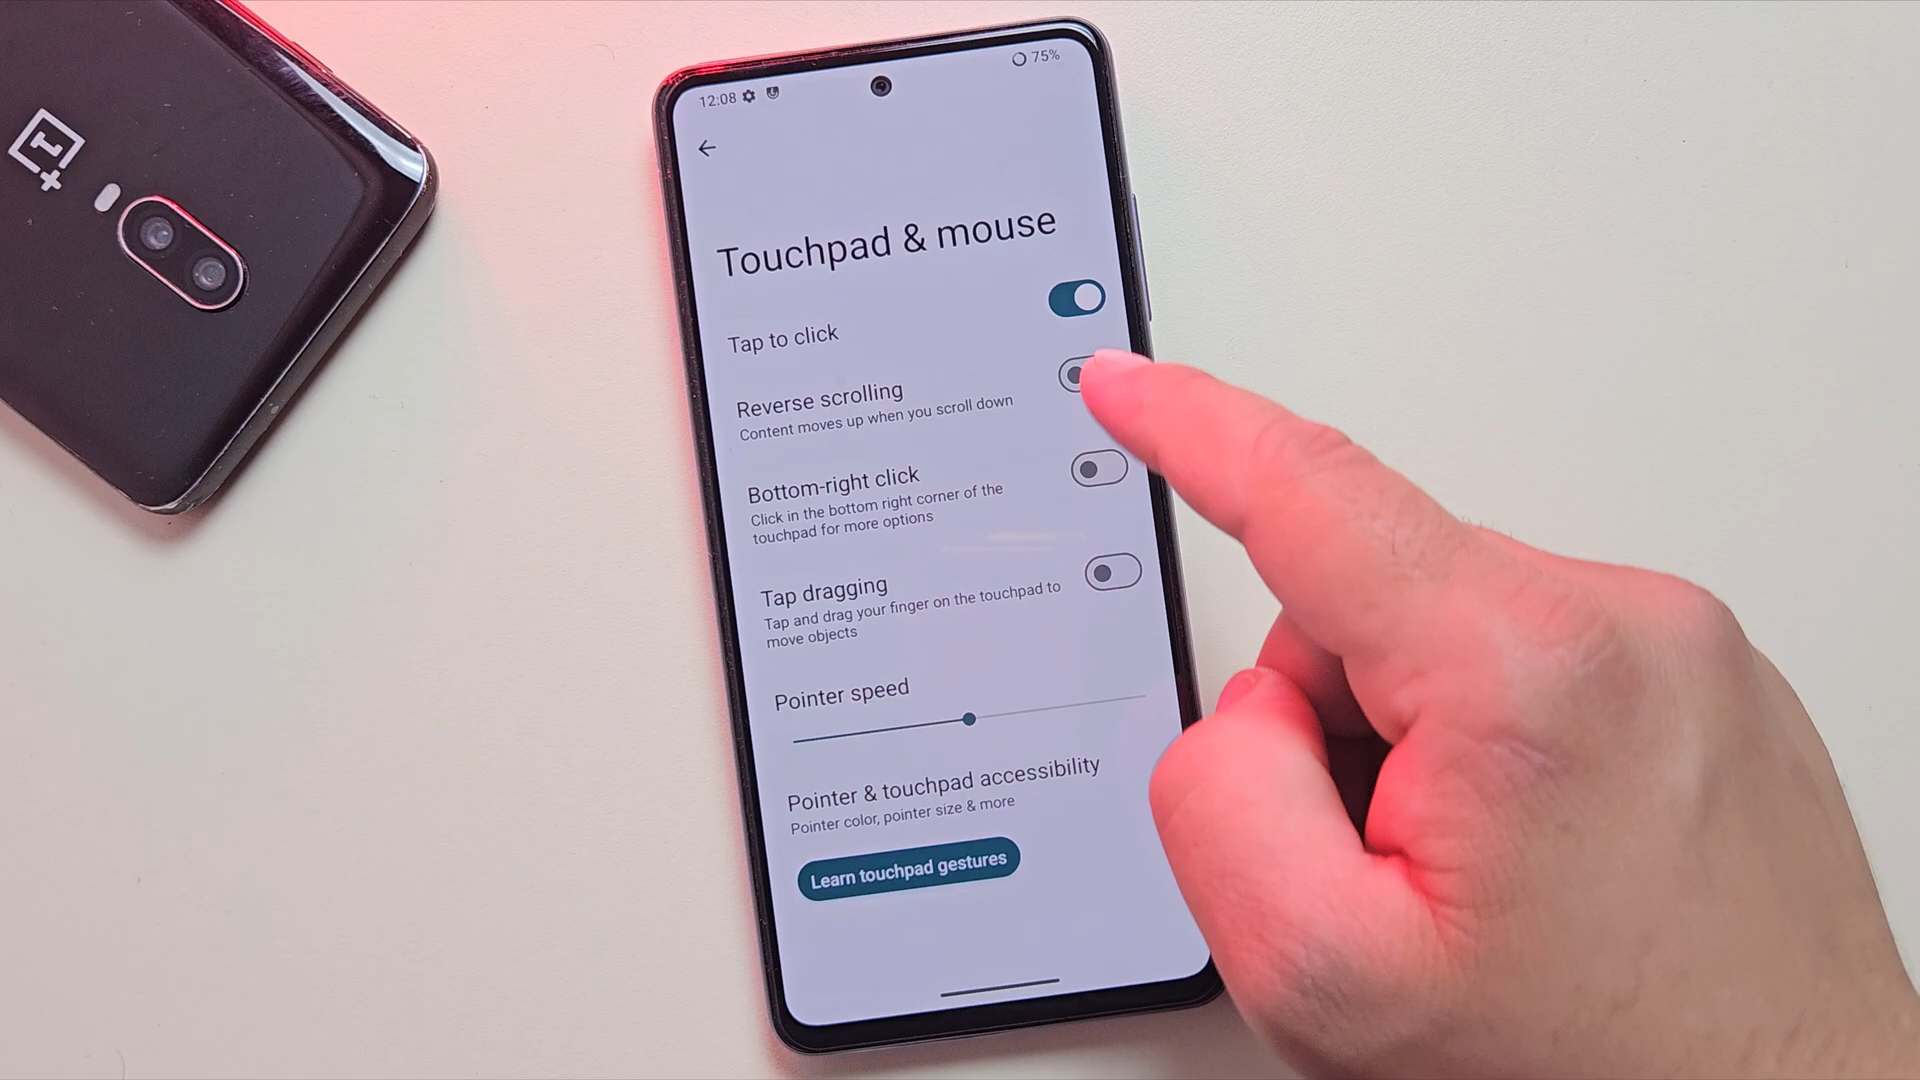 12:08
75%
Touchpad & mouse
Tap to click
Reverse scrolling
Content moves up when you scroll down
Bottom-right click
Click in the bottom right corner of the
touchpad for more options
Tap dragging
Tap and drag your finger on the touchpad to
move objects
Pointer speed
Pointer & touchpad accessibility
Pointer color, pointer size & more
Learn touchpad gestures